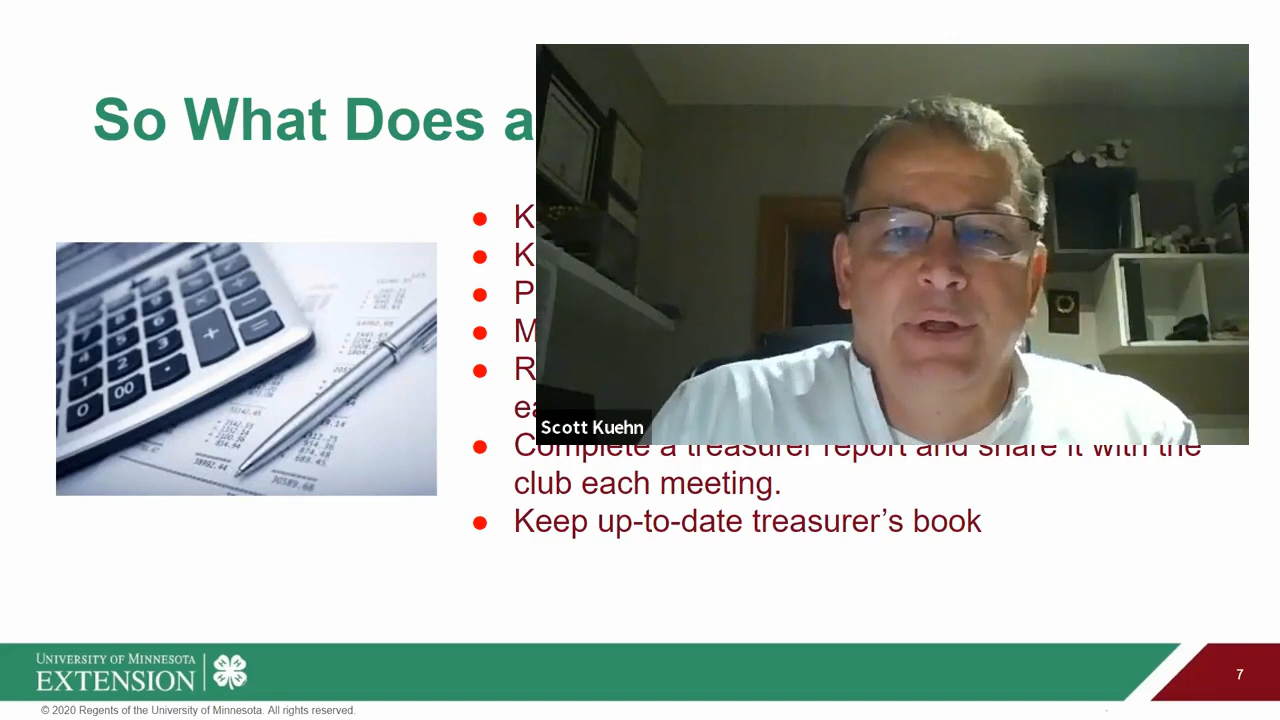 So What Does a
K
K
P
M
R
ea
Scott Kuehn
Complete a treasurer report and share it with the
club each meeting.
Keep up-to-date treasurer's book
UNIVERSITY OF MINNESOTA
EXTENSION
7
© 2020 Regents of the University of Minnesota. All rights reserved.